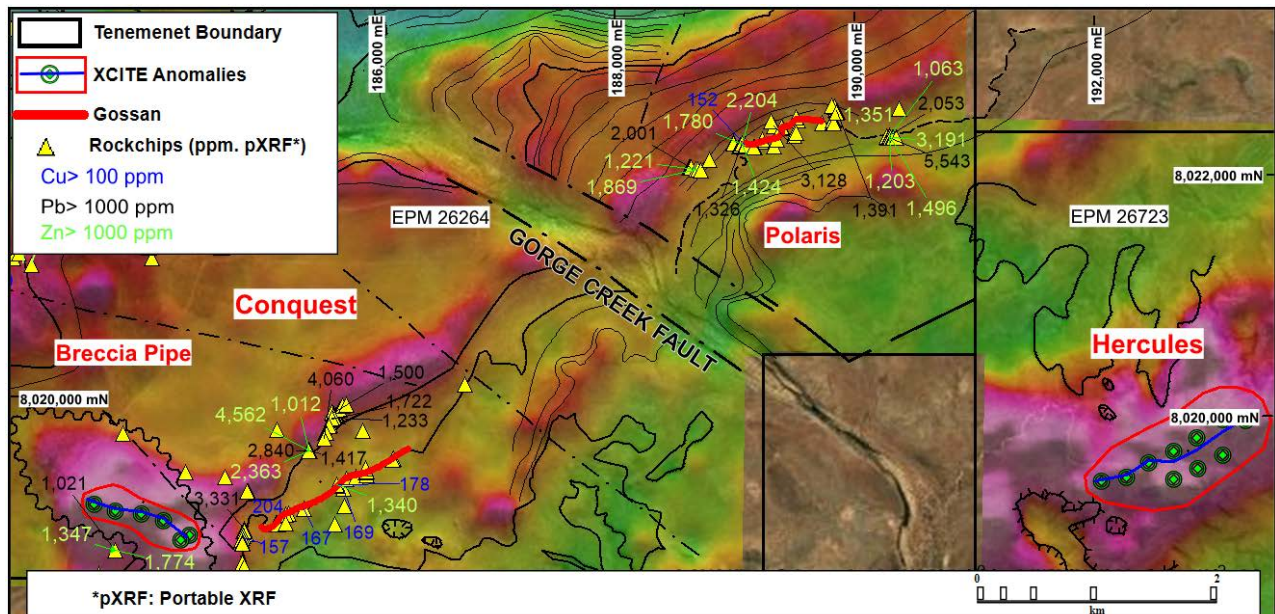 Tenemenet Boundary
XCITE Anomalies
Gossan
Rockchips (ppm. pXRF*)
Cu> 100 ppm
Pb> 1000 ppm
Zn> 1000 ppm
186,000 mE
188,000 mE
190,000 mE
192,000 mE
1,063
152
2,204
2,053
1,351
1,780
2,001
3,191
5,543
1,221
1,869
1,424
3,128
1,203
1,326
1,391
1,496
8,022,000 mN
EPM 26264
EPM 26723
Polaris
GORGE CREEK FAULT
Conquest
Breccia Pipe
Hercules
8,020,000 mN
8,020,000 mN
4,060
1,500
1,012
1,722
4,562
1,233
2,840
1,417
2,363
178
1,021
3,331
204
1,340
1,347
157
167
169
1,774
*pXRF: Portable XRF
0
2
km